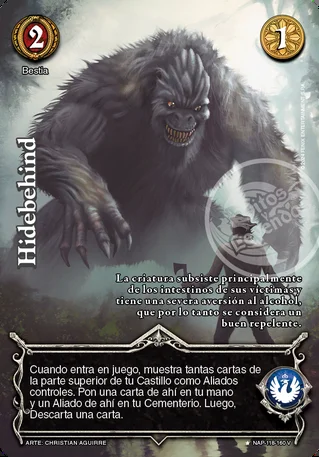 2
1
Bestia
Hidebehind
La criatura subsiste principalmente
de los intestinos de sus víctimas y
tiene una severa aversión al alcohol,
que por lo tanto se considera un
buen repelente.
Cuando entra en juego, muestra tantas cartas de
la parte superior de tu Castillo como Aliados
controles. Pon una carta de ahí en tu mano
y un Aliado de ahí en tu Cementerio. Luego,
Descarta una carta.
ARTE: CHRISTIAN AGUIRRE
NAP-118-160 V